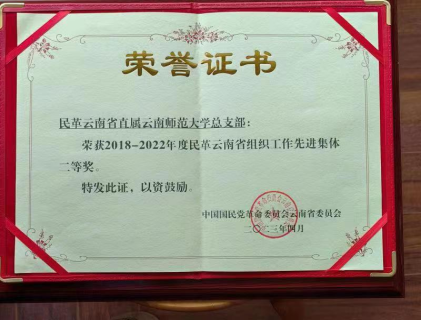 荣誉证书
民革云南省直属云南师范大学总支部：
荣获2018-2022年度民革云南省组织工作先进集体
二等奖。
特发此证，以资鼓励。
中国国民党革命委员会云南省委员会
二〇二三年四月